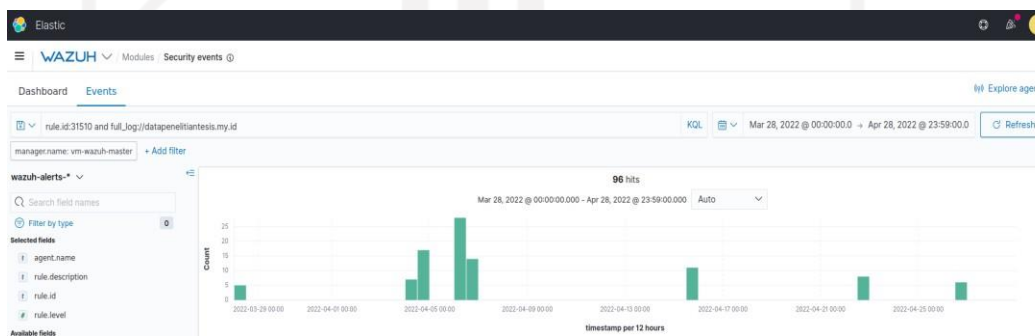 Elastic
WAZUH Modules Security events
Dashboard Events
Explore age
rule.id:31510 and full_log://datapenelitiantesis.my.id KQL Mar 28, 2022 @ 00:00:00.0 → Apr 28, 2022 @ 23:59:00.0 Refresh
manager.name: vm-wazuh-master + Add filter
wazuh-alerts-*
Search field names
Filter by type 0
Selected fields
t agent.name
t rule.description
t rule.id
# rule.level
Available fields
96 hits
Mar 28, 2022 @ 00:00:00.000 - Apr 28, 2022 @ 23:59:00.000 Auto
Count
25
20
15
10
5
0
2022-03-29 00:00 2022-04-01 00:00 2022-04-05 00:00 2022-04-09 00:00 2022-04-13 00:00 2022-04-17 00:00 2022-04-21 00:00 2022-04-25 00:00
timestamp per 12 hours